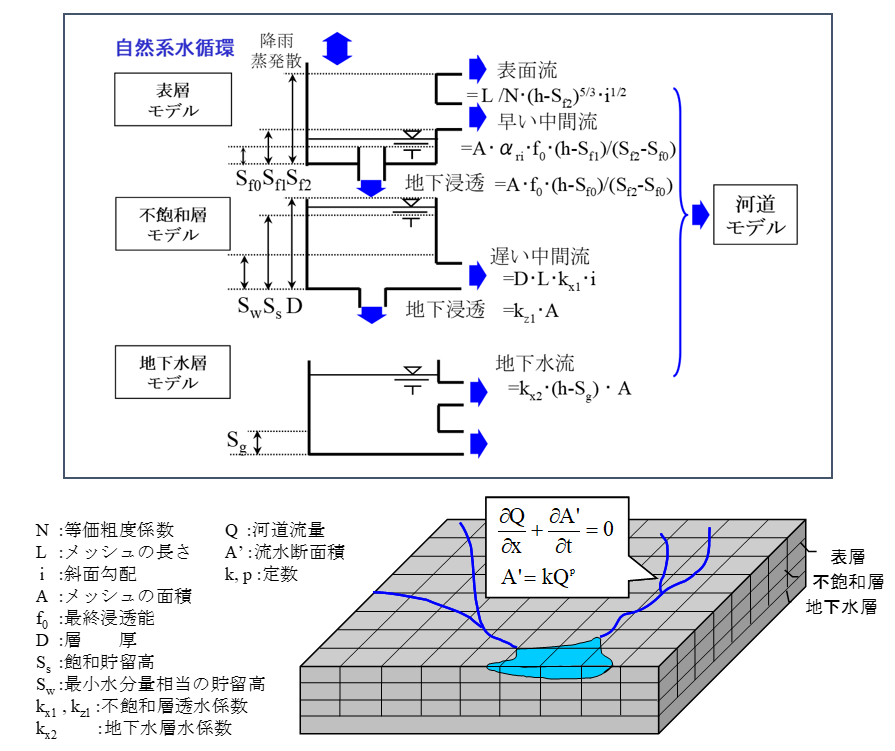 自然系水循環
降雨
蒸発散
表層
モデル
表面流
= L /N･(h-Sf2)5/3･i1/2
早い中間流
=A･ αri･f0･(h-Sf1)/(Sf2-Sf0)
Sf0 Sf1 Sf2
地下浸透 =A･f0･(h-Sf0)/(Sf2-Sf0)
不飽和層
モデル
河道
モデル
遅い中間流
=D･L･kx1･i
Sw Ss D
地下浸透 =kz1･A
地下水層
モデル
地下水流
=kx2･(h-Sg)･A
Sg
N :等価粗度係数
L :メッシュの長さ
i :斜面勾配
A :メッシュの面積
f0 :最終浸透能
D :層 厚
Ss :飽和貯留高
Sw :最小水分量相当の貯留高
kx1 , kz1 :不飽和層透水係数
kx2 :地下水層水係数
Q :河道流量
A’ :流水断面積
k, p :定数
∂Q/∂x + ∂A'/∂t = 0
A'= kQp
表層
不飽和層
地下水層